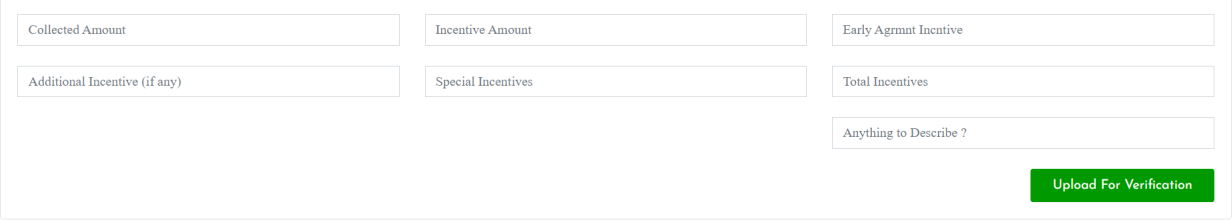 Collected Amount
Incentive Amount
Early Agrmnt Incntive
Additional Incentive (if any)
Special Incentives
Total Incentives
Anything to Describe ?
Upload For Verification